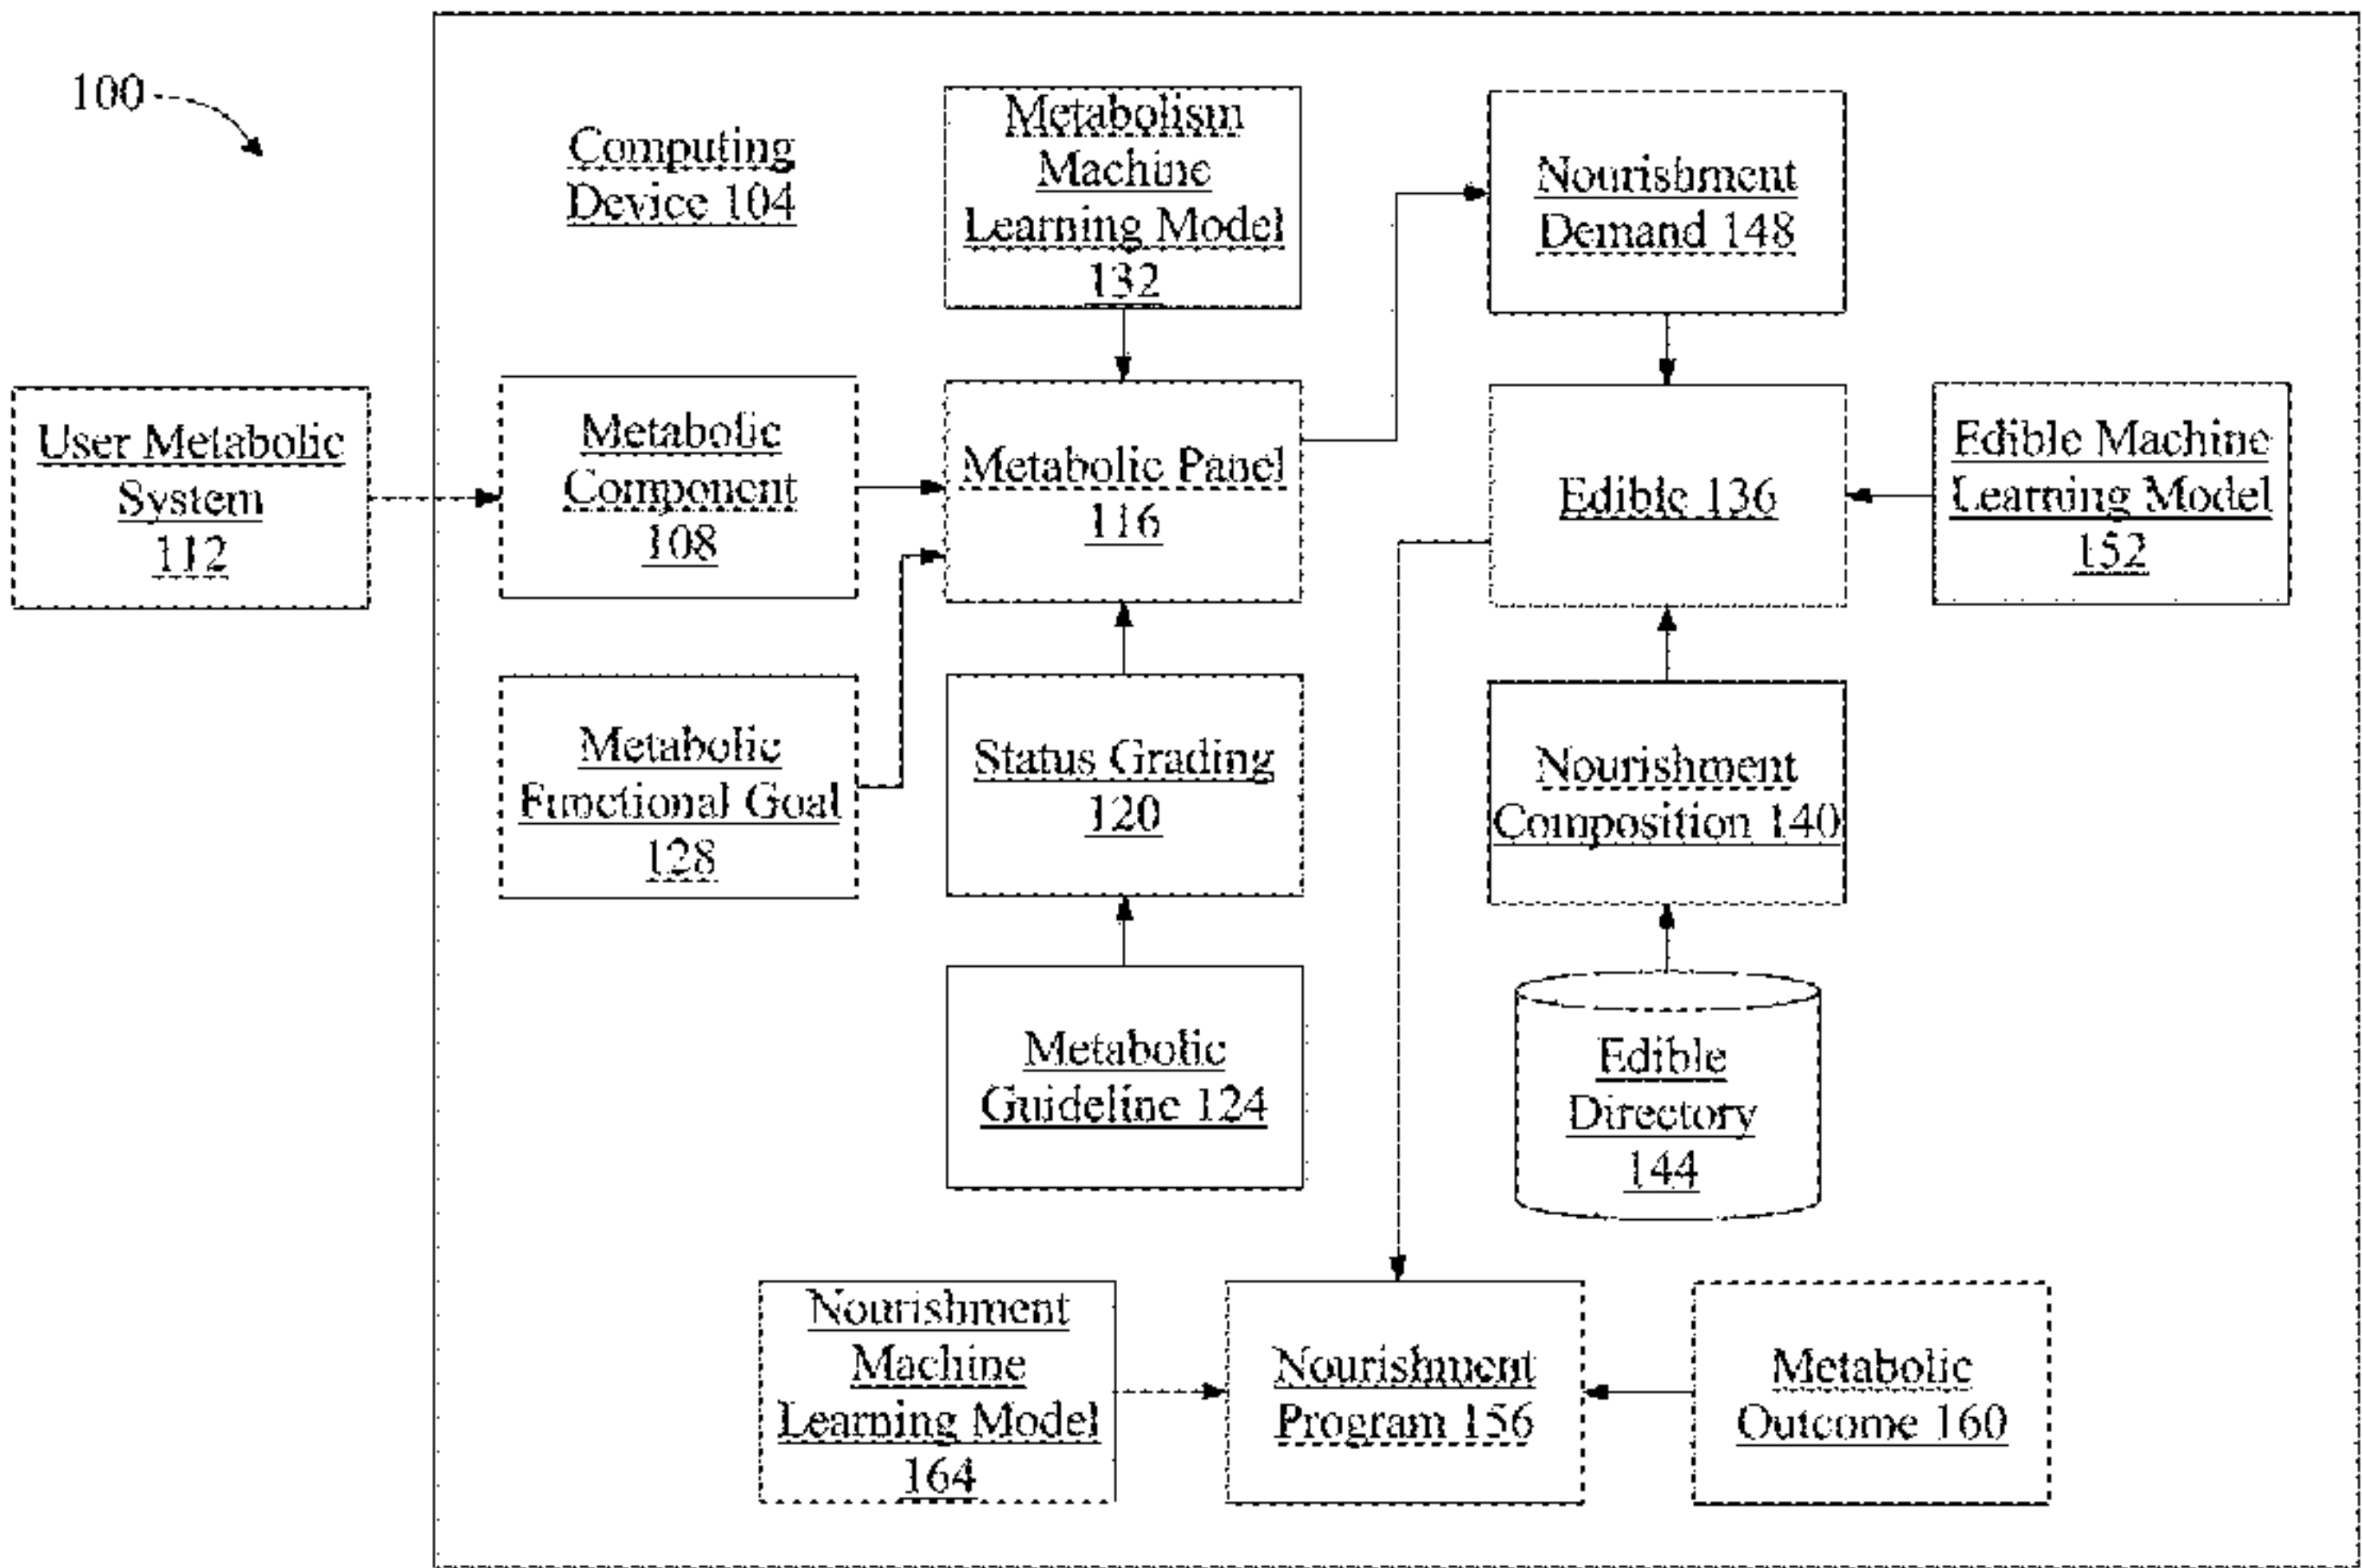 100
Computing
Device 104
Metabolism
Machine
Learning Model
132
Nourishment
Demand 148
User Metabolic
System
112
Metabolic
Component
108
Metabolic Panel
116
Edible 136
Edible Machine
Learning Model
152
Metabolic
Functional Goal
128
Status Grading
120
Nourishment
Composition 140
Metabolic
Guideline 124
Edible
Directory
144
Nourishment
Machine
Learning Model
164
Nourishment
Program 156
Metabolic
Outcome 160